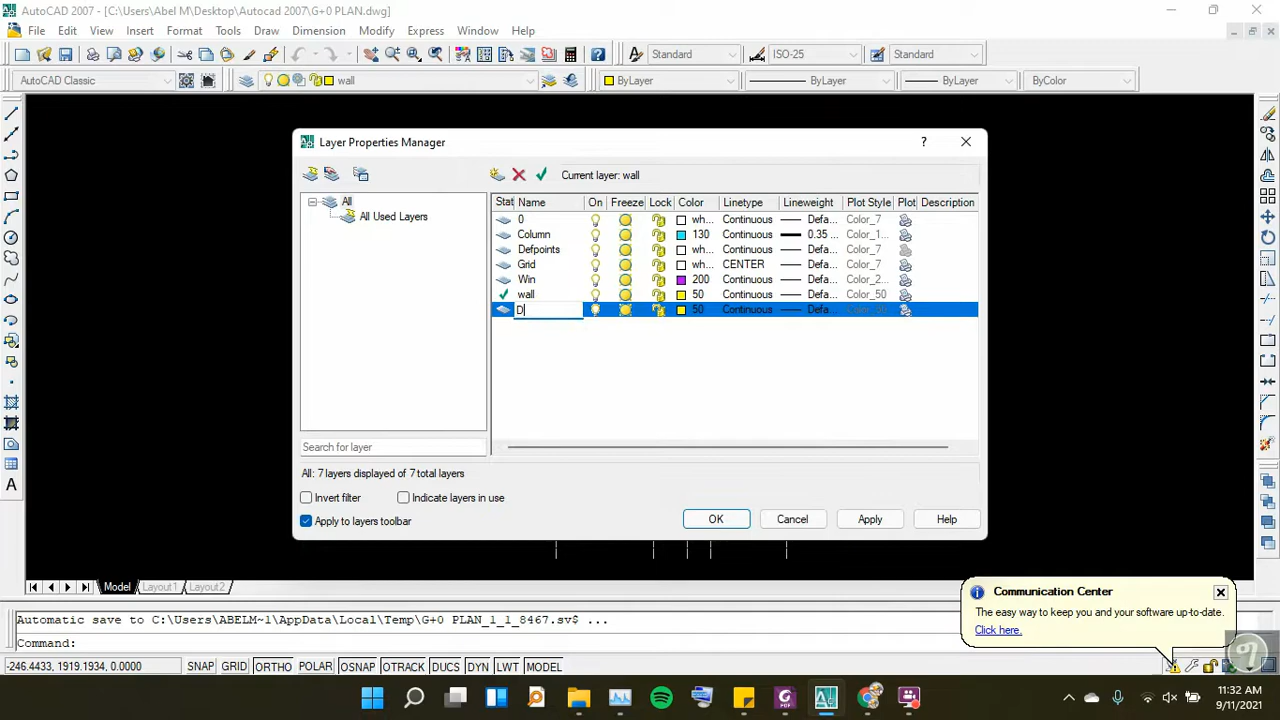 AutoCAD 2007 - [C:\Users\Abel M\Desktop\Autocad 2007\G+0 PLAN.dwg]
File Edit View Insert Format Tools Draw Dimension Modify Express Window Help
Standard ISO-25 Standard
AutoCAD Classic wall ByLayer ByLayer ByLayer ByColor
Layer Properties Manager
Current layer: wall
All
All Used Layers
Stat Name On Freeze Lock Color Linetype Lineweight Plot Style Plot Description
0 wh... Continuous Defa... Color_7
Column 130 Continuous 0.35 ... Color_1...
Defpoints wh... Continuous Defa... Color_7
Grid wh... CENTER Defa... Color_7
Win 200 Continuous Defa... Color_2...
wall 50 Continuous Defa... Color_50
D 50 Continuous Defa...
Search for layer
All: 7 layers displayed of 7 total layers
Invert filter Indicate layers in use
Apply to layers toolbar
OK Cancel Apply Help
A
Model Layout1 Layout2
Communication Center
The easy way to keep you and your software up-to-date.
Click here.
Automatic save to C:\Users\ABELM~1\AppData\Local\Temp\G+0 PLAN_1_1_8467.sv$ ...
Command:
-246.4433, 1919.1934, 0.0000 SNAP GRID ORTHO POLAR OSNAP OTRACK DUCS DYN LWT MODEL
11:32 AM
9/11/2021